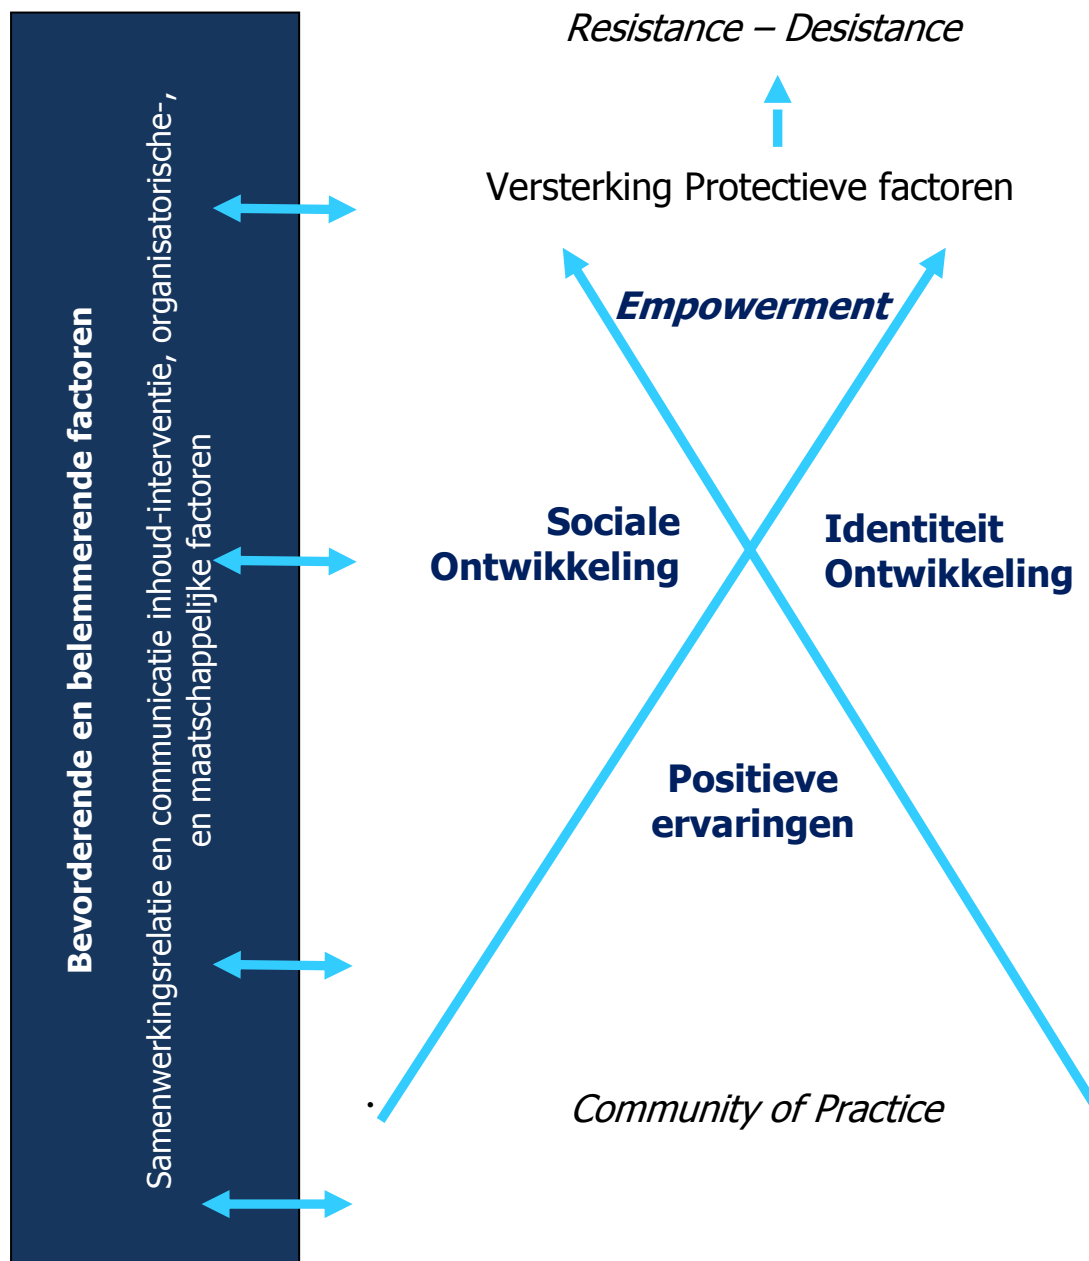 Bevorderende en belemmerende factoren
Samenwerkingsrelatie en communicatie inhoud-interventie, organisatorische-,
en maatschappelijke factoren
Resistance – Desistance
Versterking Protectieve factoren
Empowerment
Sociale
Ontwikkeling
Identiteit
Ontwikkeling
Positieve
ervaringen
.
Community of Practice